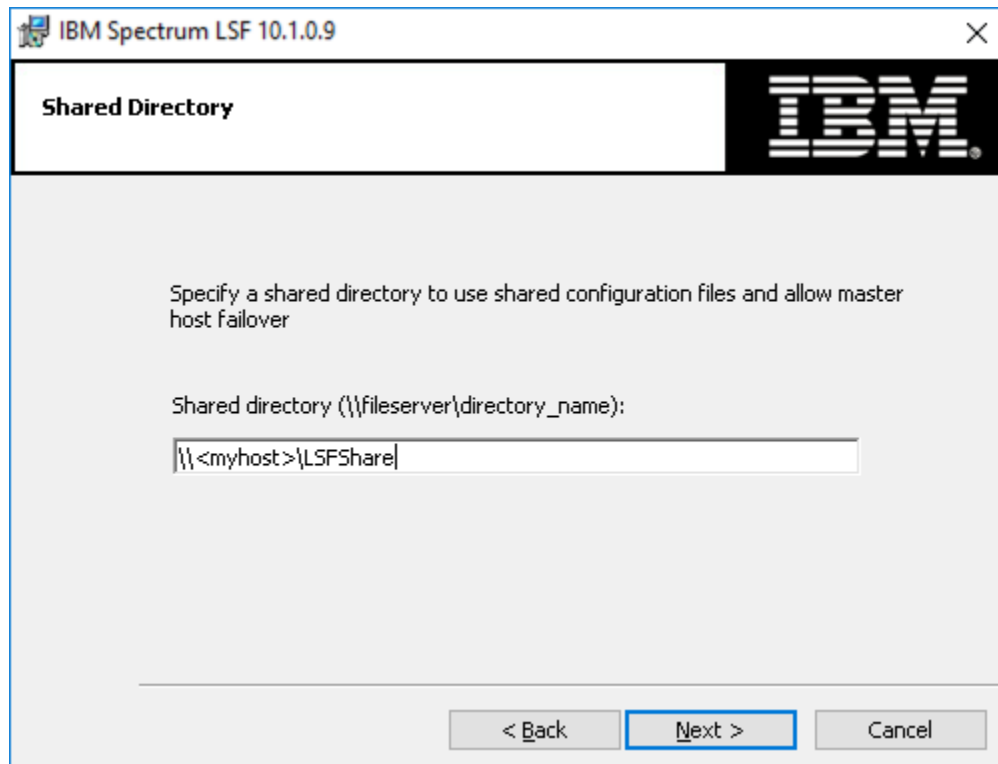 IBM Spectrum LSF 10.1.0.9
Shared Directory
IBM®
Specify a shared directory to use shared configuration files and allow master
host failover
Shared directory (\\fileserver\directory_name):
\\<myhost>\LSFShare
< Back
Next >
Cancel